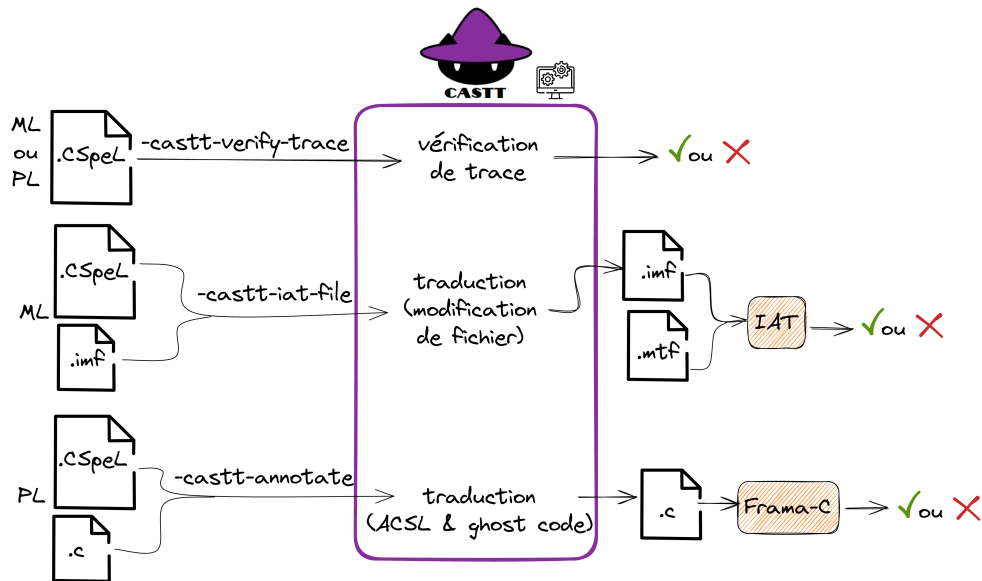 CASTT
ML
ou
PL
.CSpeL
-castt-verify-trace
vérification
de trace
ou
.CSpeL
ML
.imf
-castt-iat-file
traduction
(modification
de fichier)
.imf
.mtf
IAT
ou
.CSpeL
PL
.c
-castt-annotate
traduction
(ACSL & ghost code)
.c
Frama-C
ou